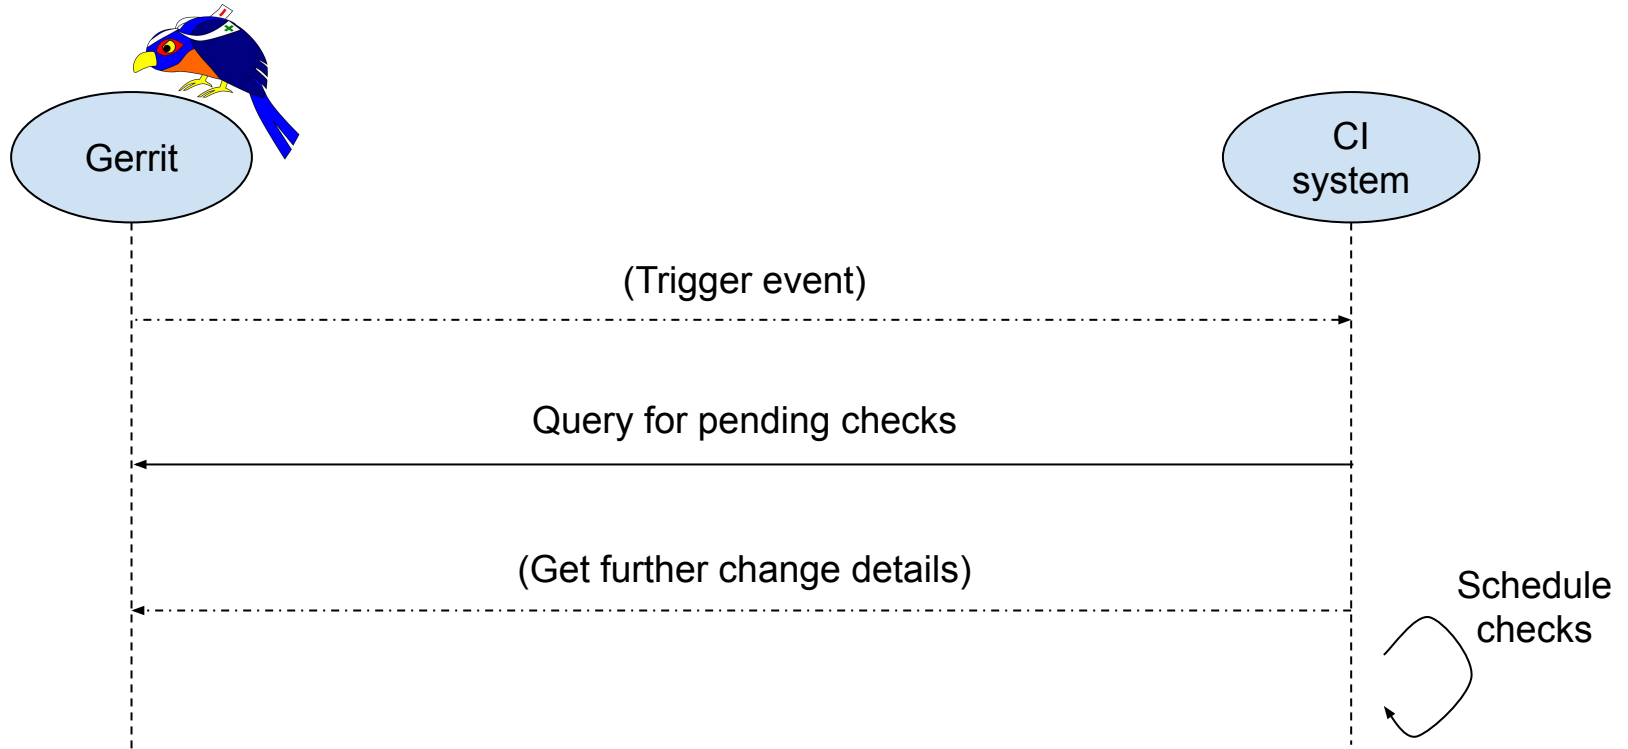 Gerrit
CI
system
(Trigger event)
Query for pending checks
(Get further change details)
Schedule
checks